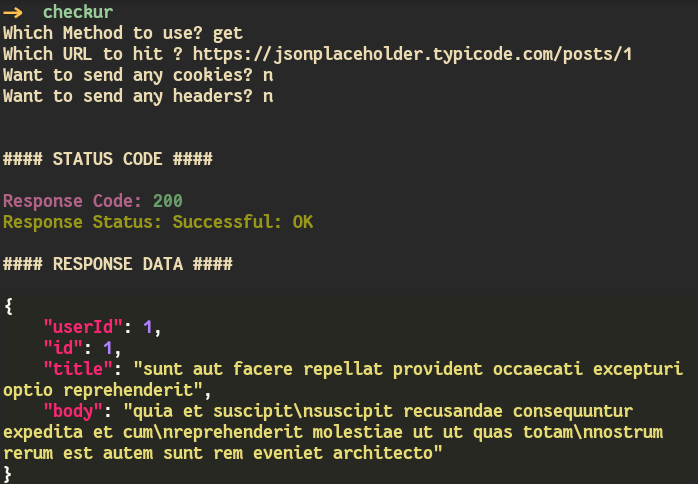 → checkur
Which Method to use? get
Which URL to hit ? https://jsonplaceholder.typicode.com/posts/1
Want to send any cookies? n
Want to send any headers? n
#### STATUS CODE ####
Response Code: 200
Response Status: Successful: OK
#### RESPONSE DATA ####
{
    "userId": 1,
    "id": 1,
    "title": "sunt aut facere repellat provident occaecati excepturi
optio reprehenderit",
    "body": "quia et suscipit\nsuscipit recusandae consequuntur
expedita et cum\nreprehenderit molestiae ut ut quas totam\nnostrum
rerum est autem sunt rem eveniet architecto"
}